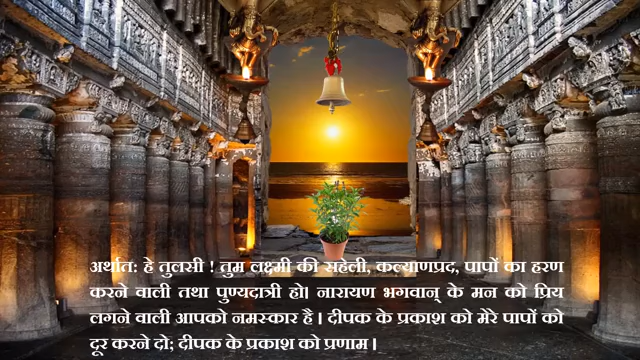 अर्थात: हे तुलसी ! तुम लक्ष्मी की सहेली, कल्याणप्रद, पापों का हरण
करने वाली तथा पुण्यदात्री हो। नारायण भगवान् के मन को प्रिय
लगने वाली आपको नमस्कार है । दीपक के प्रकाश को मेरे पापों को
दूर करने दो; दीपक के प्रकाश को प्रणाम ।